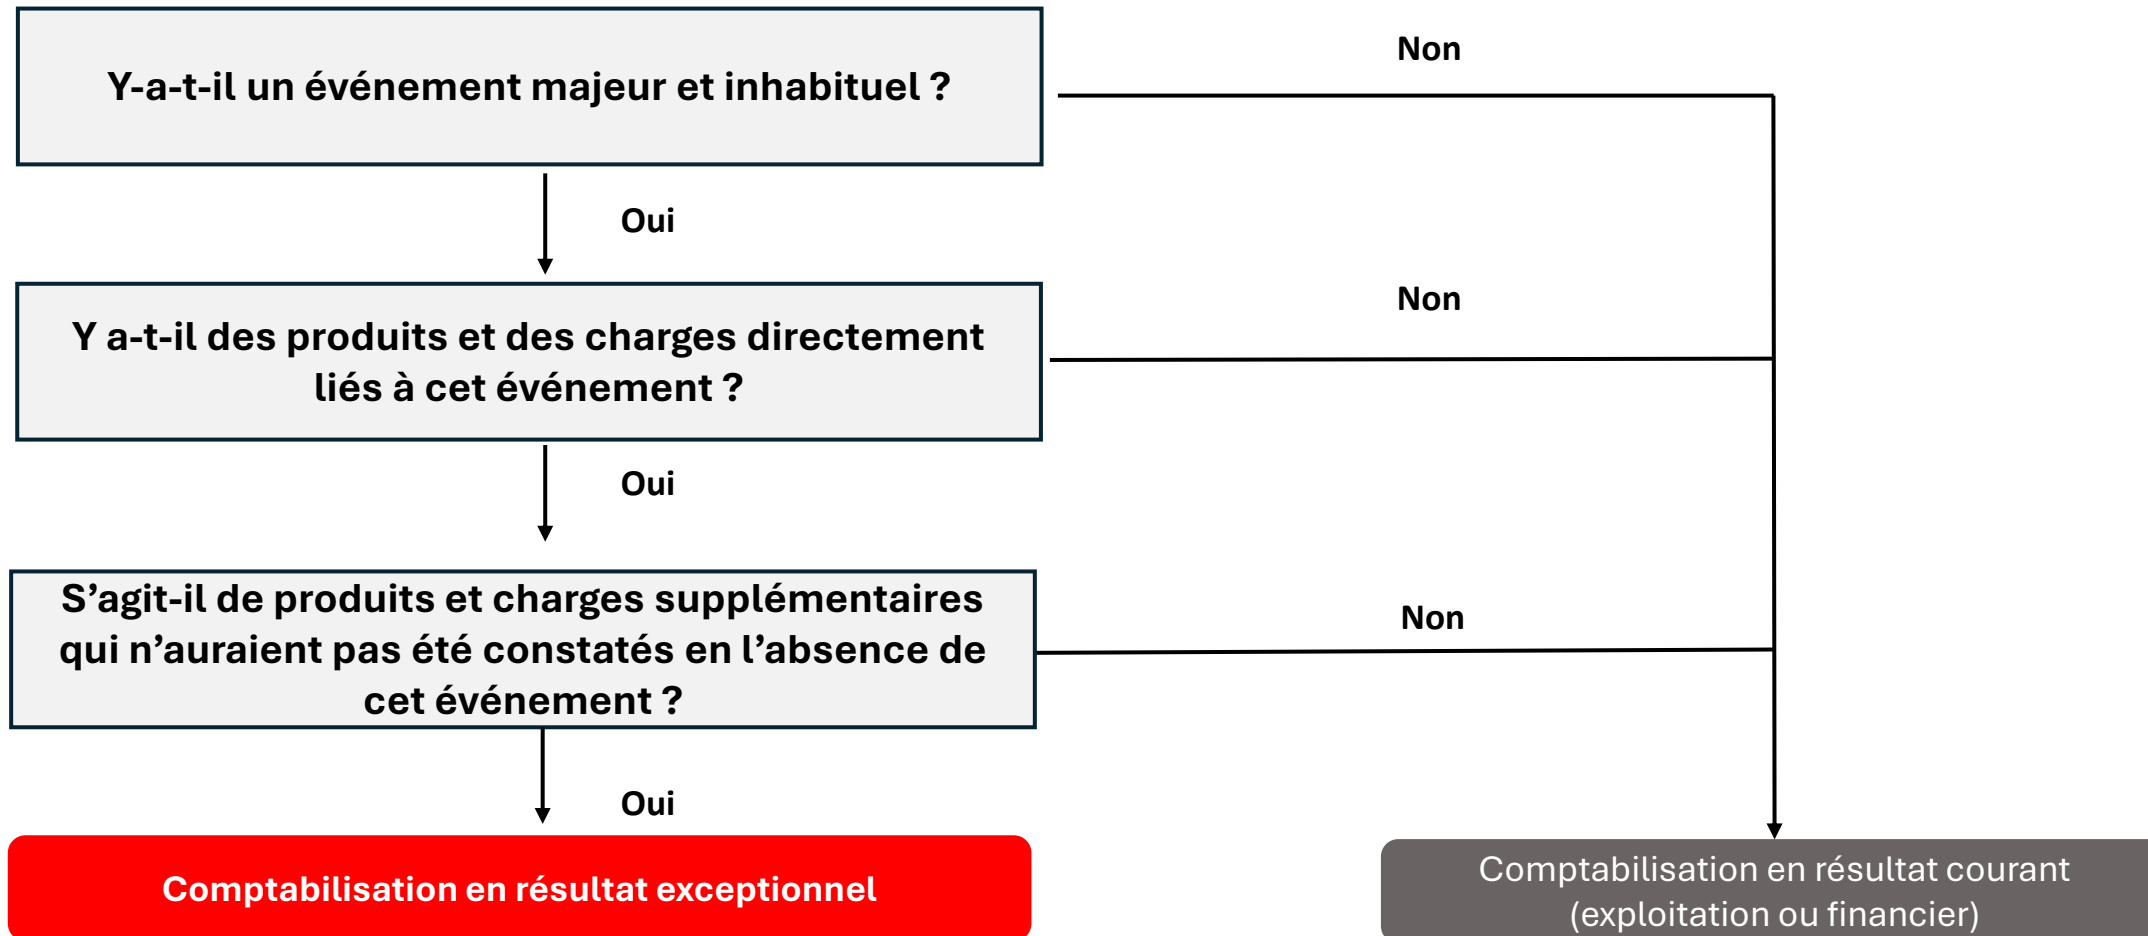 Y-a-t-il un événement majeur et inhabituel ?
Non
Oui
Y a-t-il des produits et des charges directement
liés à cet événement ?
Non
Oui
S’agit-il de produits et charges supplémentaires
qui n’auraient pas été constatés en l’absence de
cet événement ?
Non
Oui
Comptabilisation en résultat exceptionnel
Comptabilisation en résultat courant
(exploitation ou financier)